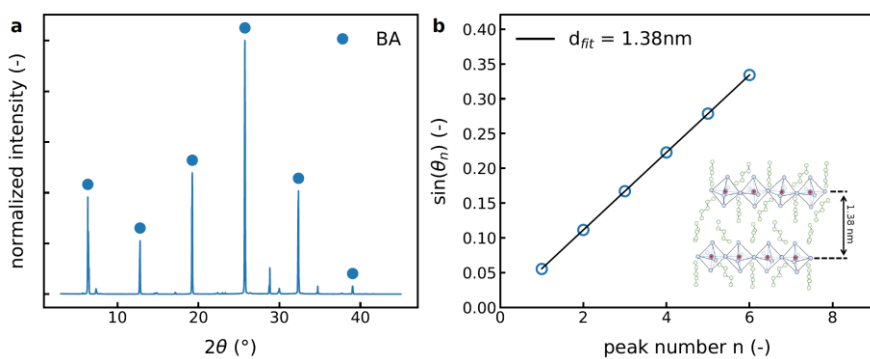 a
BA
normalized intensity (-)
10
20
30
40
2θ (°)
b
d_fit = 1.38nm
0.40
0.35
0.30
0.25
0.20
0.15
0.10
0.05
0.00
sin(θ_n) (-)
1.38 nm
0
2
4
6
8
peak number n (-)